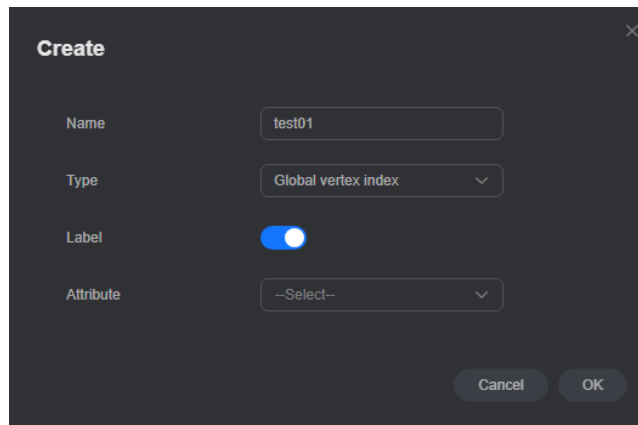 Create
Name test01
Type Global vertex index
Label
Attribute --Select--
Cancel OK